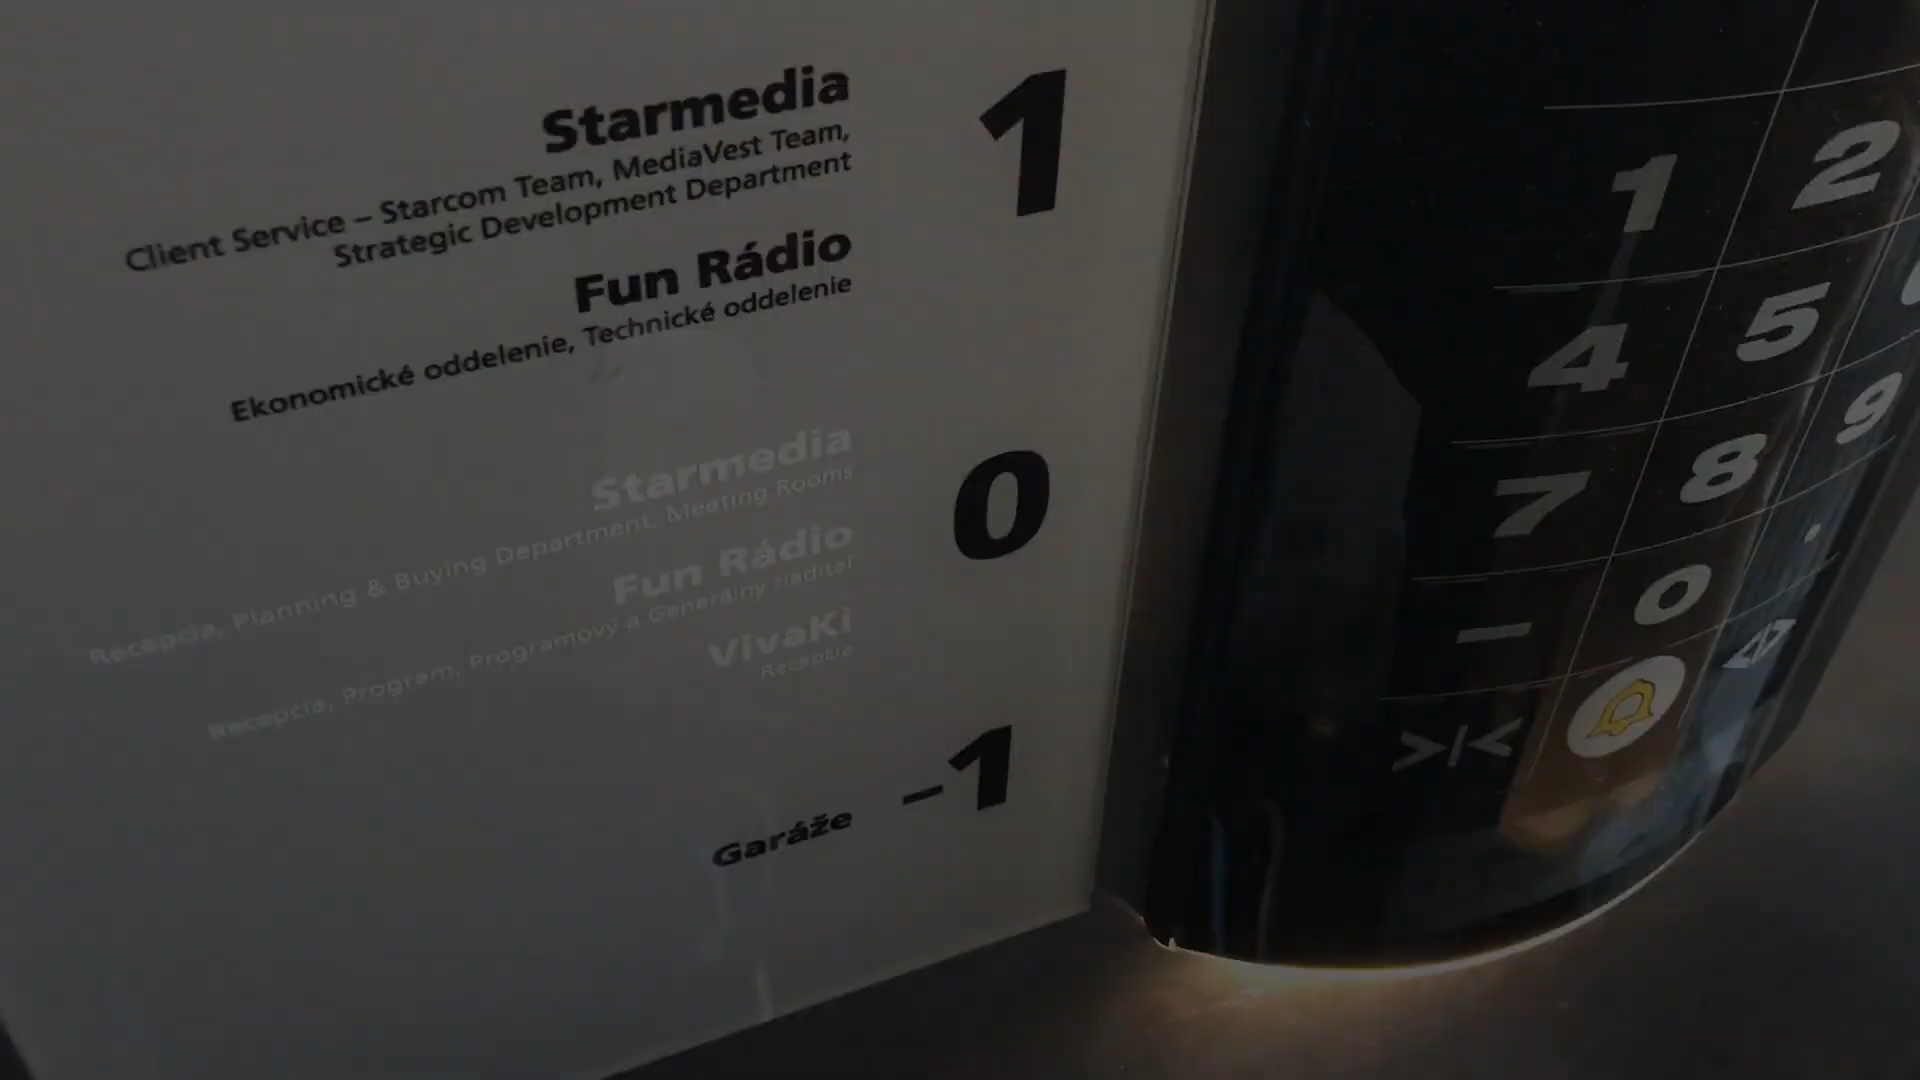 Starmedia
Client Service – Starcom Team, MediaVest Team,
Strategic Development Department
1
Fun Rádio
Ekonomické oddelenie, Technické oddelenie
Starmedia
Recepcia, Planning & Buying Department, Meeting Rooms
0
Fun Rádio
Recepcia, Program, Programový a Generálny riaditeľ
VivaKi
Recepcia
Garáže
–1
1 2
4 5
7 8 9
– 0 .
>|<